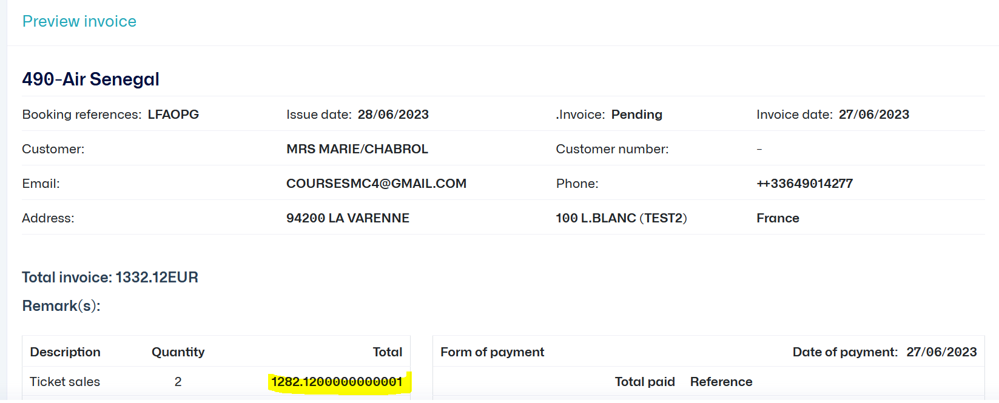 Preview invoice
490-Air Senegal
Booking references: LFAOPG Issue date: 28/06/2023 .Invoice: Pending Invoice date: 27/06/2023
Customer: MRS MARIE/CHABROL Customer number: -
Email: COURSESMC4@GMAIL.COM Phone: ++33649014277
Address: 94200 LA VARENNE 100 L.BLANC (TEST2) France
Total invoice: 1332.12EUR
Remark(s):
Description Quantity Total Form of payment Date of payment: 27/06/2023
Ticket sales 2 1282.1200000000001 Total paid Reference